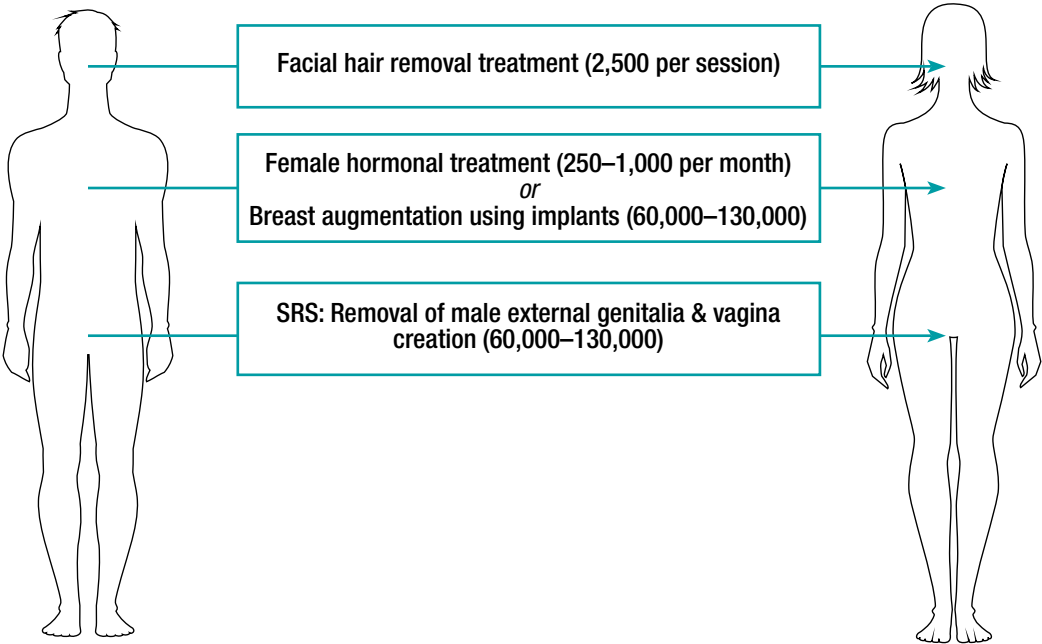 Facial hair removal treatment (2,500 per session)
Female hormonal treatment (250–1,000 per month)
or
Breast augmentation using implants (60,000–130,000)
SRS: Removal of male external genitalia & vagina
creation (60,000–130,000)